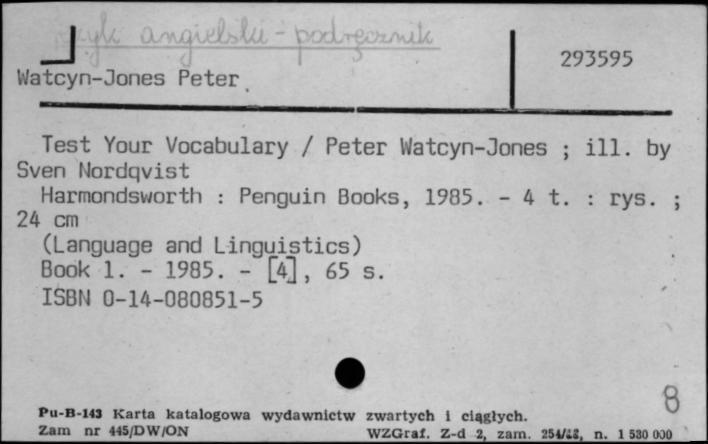 język angielski - podręcznik
293595
Watcyn-Jones Peter
Test Your Vocabulary / Peter Watcyn-Jones ; ill. by
Sven Nordqvist
Harmondsworth : Penguin Books, 1985. - 4 t. : rys. ;
24 cm
(Language and Linguistics)
Book 1. - 1985. - [4], 65 s.
ISBN 0-14-080851-5
8
Pu-B-143 Karta katalogowa wydawnictw zwartych i ciągłych.
Zam nr 445/DW/ON WZGraf. Z-d 2, zam. n. 1 530 000